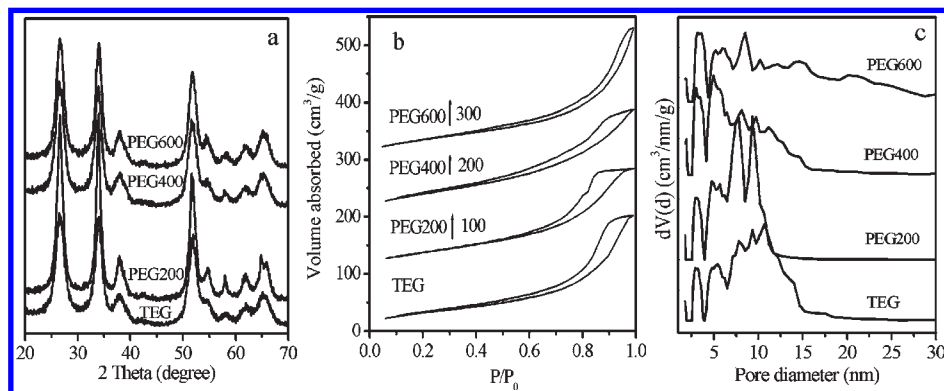 a
PEG600
PEG400
PEG200
TEG
20 30 40 50 60 70
2 Theta (degree)
b
Volume absorbed (cm³/g)
500
400
300
200
100
0
PEG600 ↑ 300
PEG400 ↑ 200
PEG200 ↑ 100
TEG
0.0 0.2 0.4 0.6 0.8 1.0
P/P₀
c
dV(d) (cm³/nm/g)
PEG600
PEG400
PEG200
TEG
5 10 15 20 25 30
Pore diameter (nm)